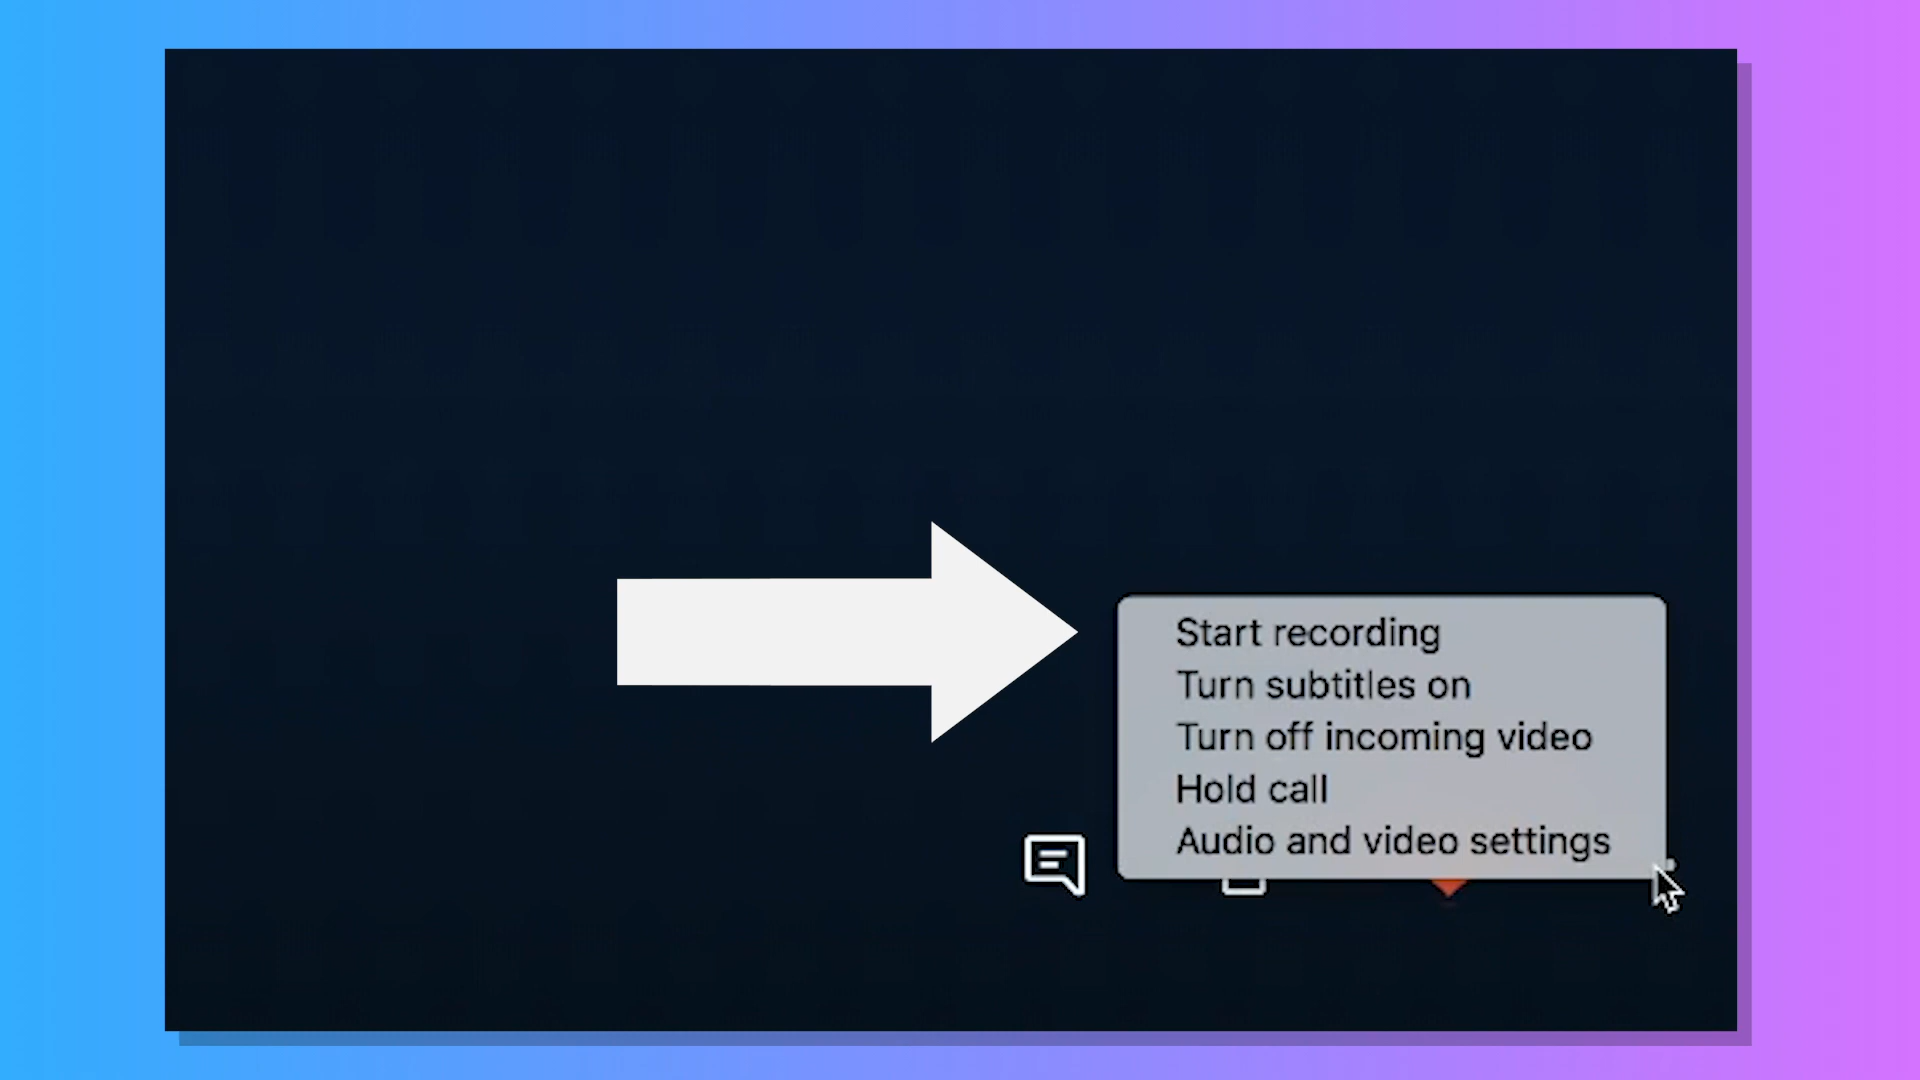 Start recording
Turn subtitles on
Turn off incoming video
Hold call
Audio and video settings